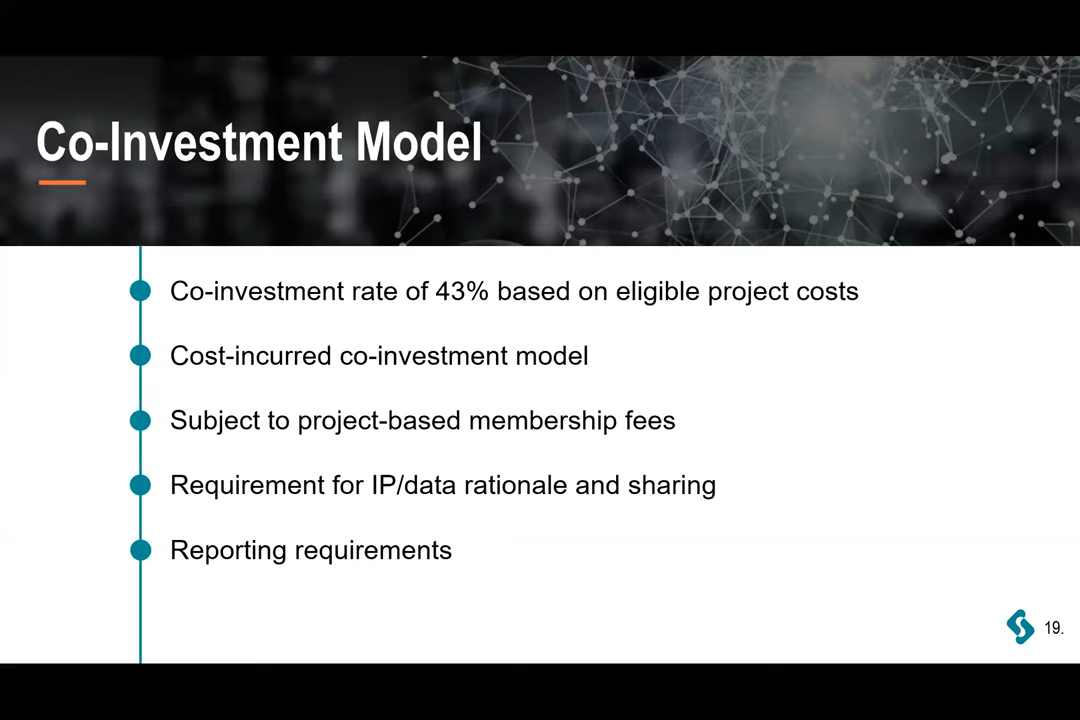 Co-Investment Model
Co-investment rate of 43% based on eligible project costs
Cost-incurred co-investment model
Subject to project-based membership fees
Requirement for IP/data rationale and sharing
Reporting requirements
19.